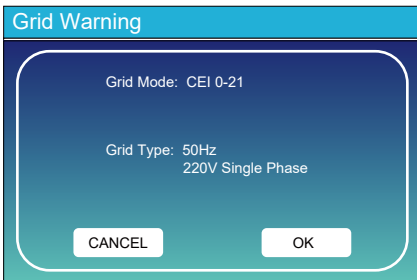 Grid Warning
Grid Mode: CEI 0-21
Grid Type: 50Hz
220V Single Phase
CANCEL OK